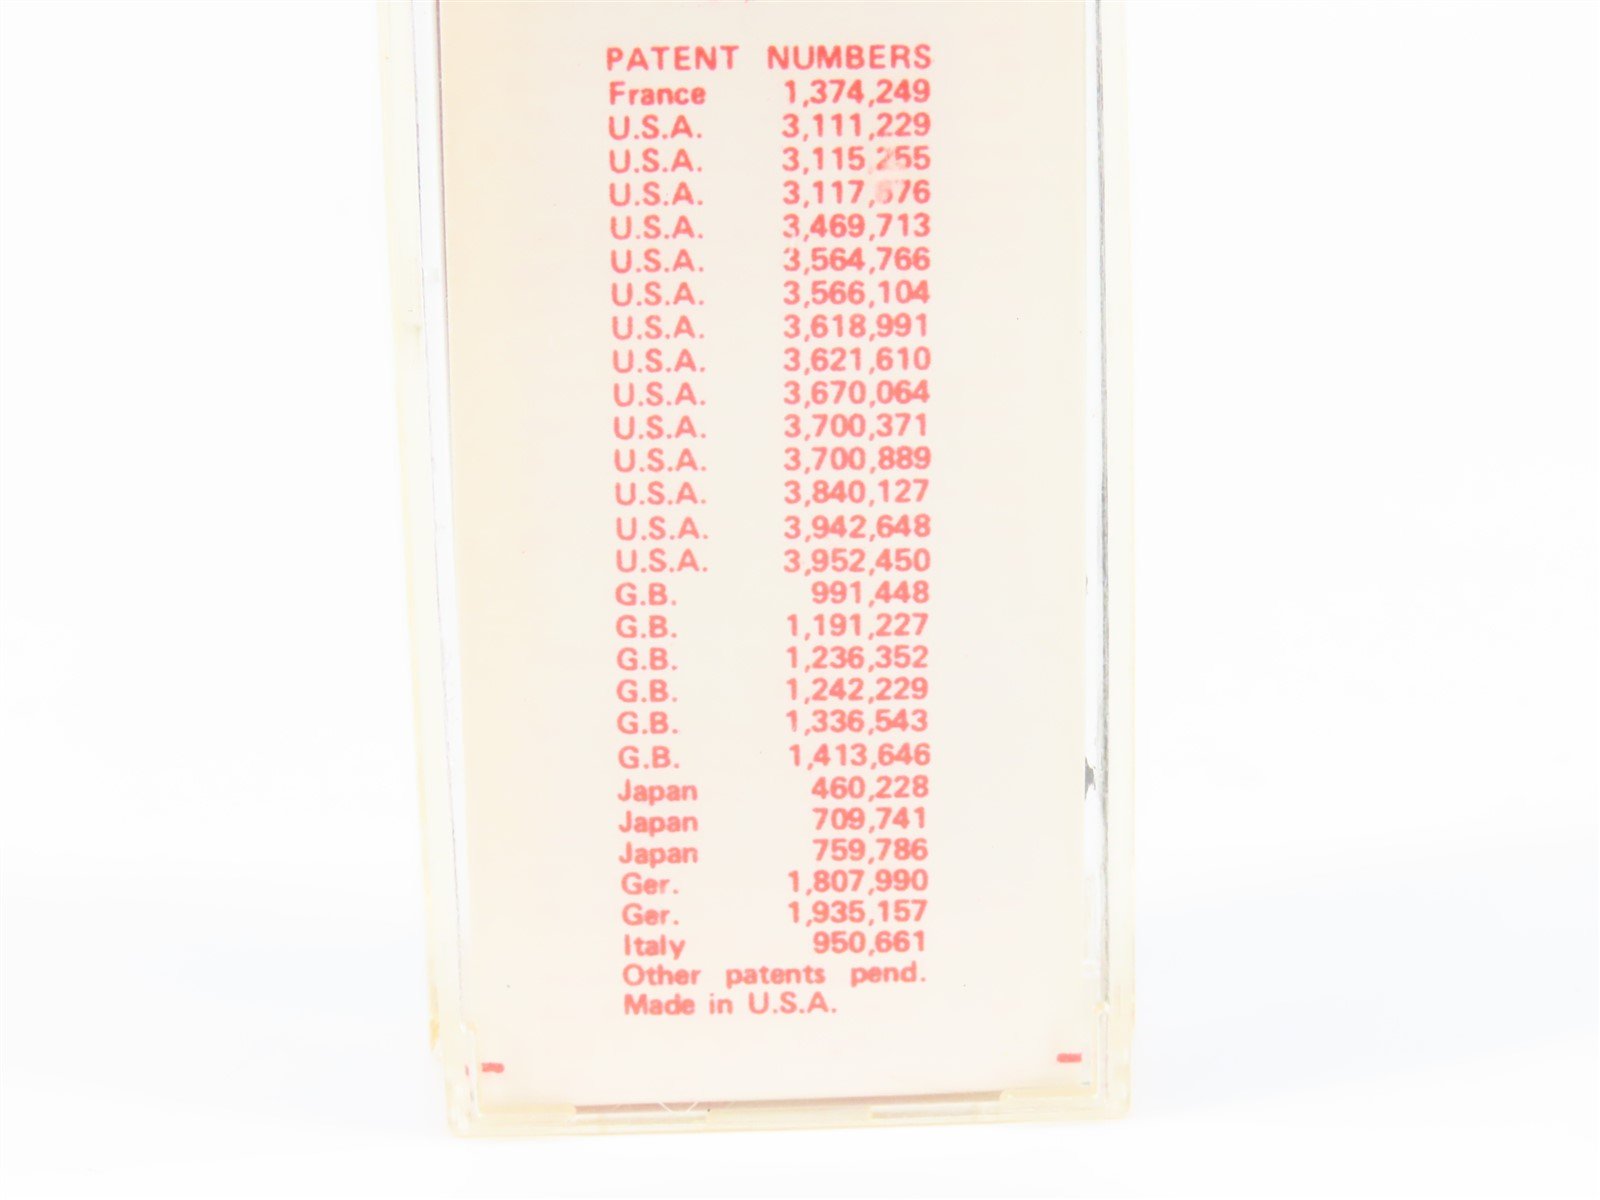 PATENT NUMBERS
France 1,374,249
U.S.A. 3,111,229
U.S.A. 3,115,255
U.S.A. 3,117,676
U.S.A. 3,469,713
U.S.A. 3,564,766
U.S.A. 3,566,104
U.S.A. 3,618,991
U.S.A. 3,621,610
U.S.A. 3,670,064
U.S.A. 3,700,371
U.S.A. 3,700,889
U.S.A. 3,840,127
U.S.A. 3,942,648
U.S.A. 3,952,450
G.B. 991,448
G.B. 1,191,227
G.B. 1,236,352
G.B. 1,242,229
G.B. 1,336,543
G.B. 1,413,646
Japan 460,228
Japan 709,741
Japan 759,786
Ger. 1,807,990
Ger. 1,935,157
Italy 950,661
Other patents pend.
Made in U.S.A.